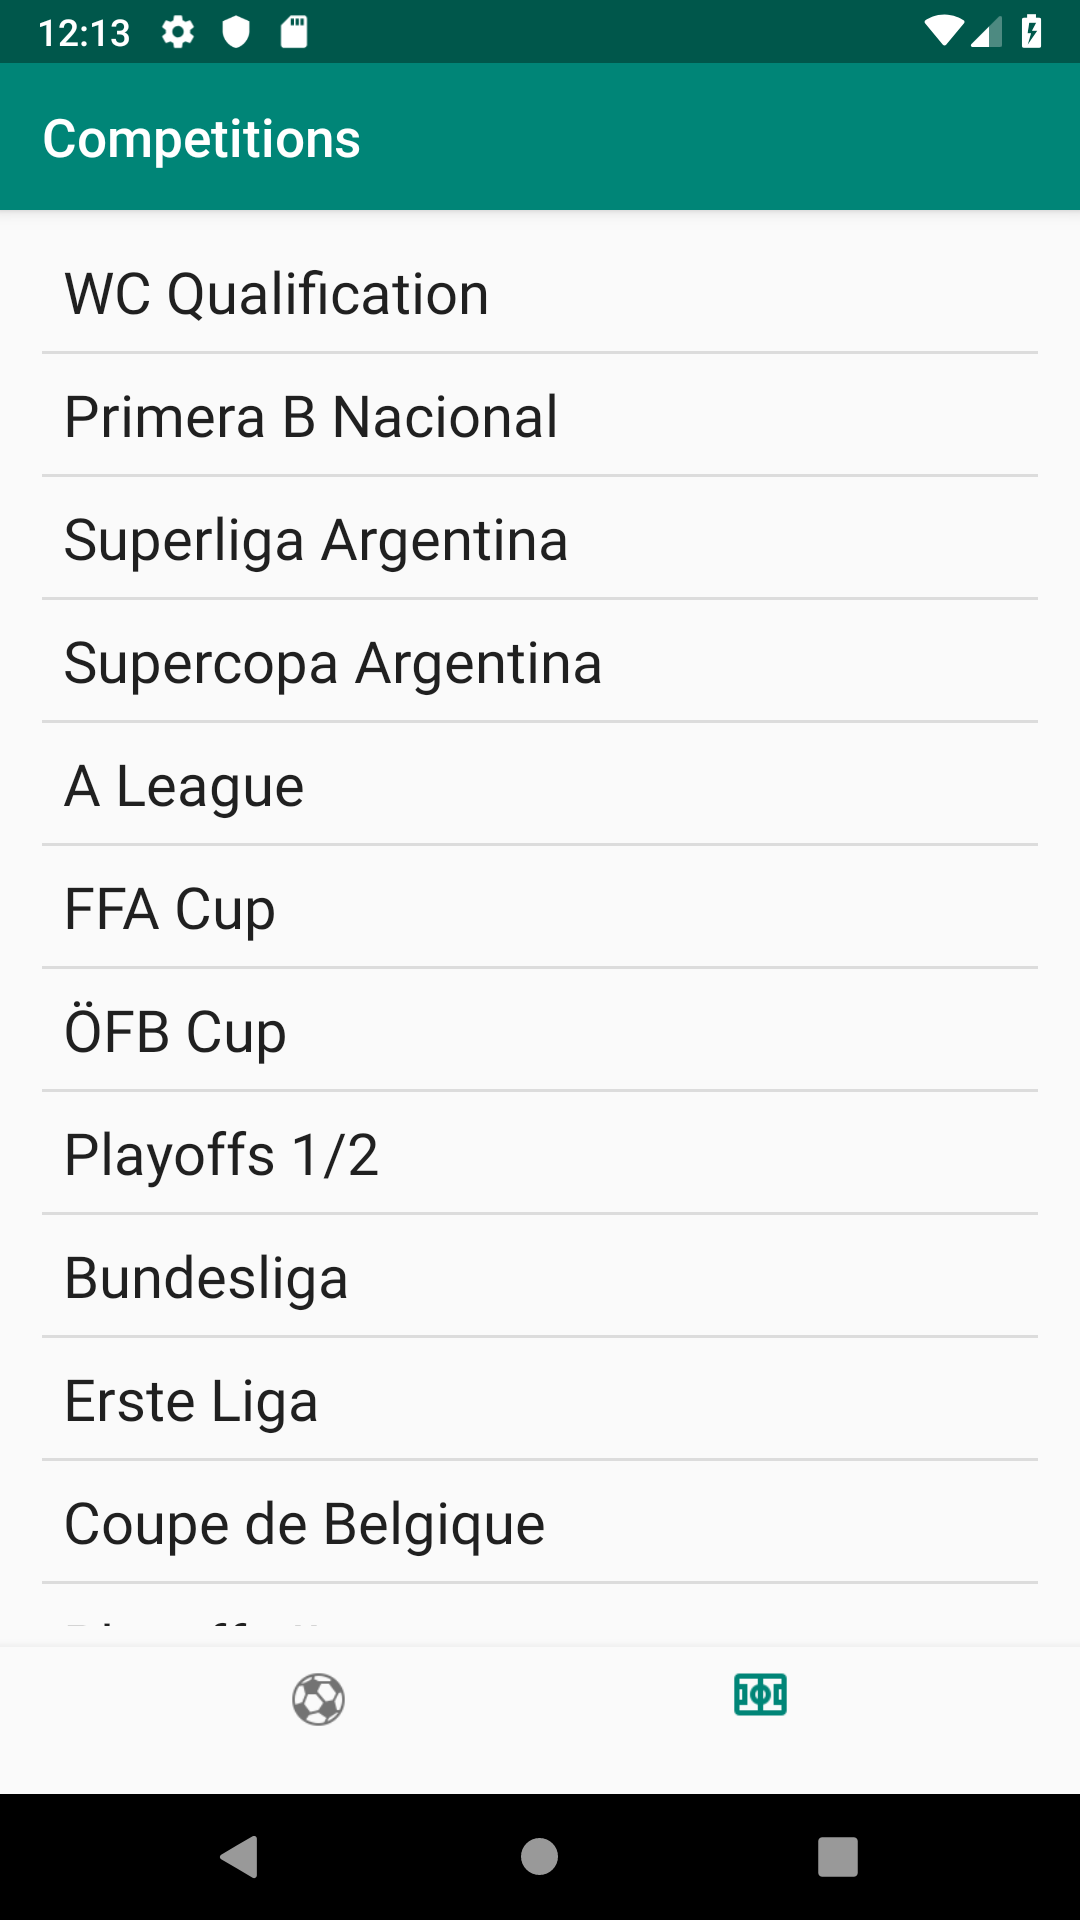 12:13
Competitions
WC Qualification
Primera B Nacional
Superliga Argentina
Supercopa Argentina
A League
FFA Cup
ÖFB Cup
Playoffs 1/2
Bundesliga
Erste Liga
Coupe de Belgique